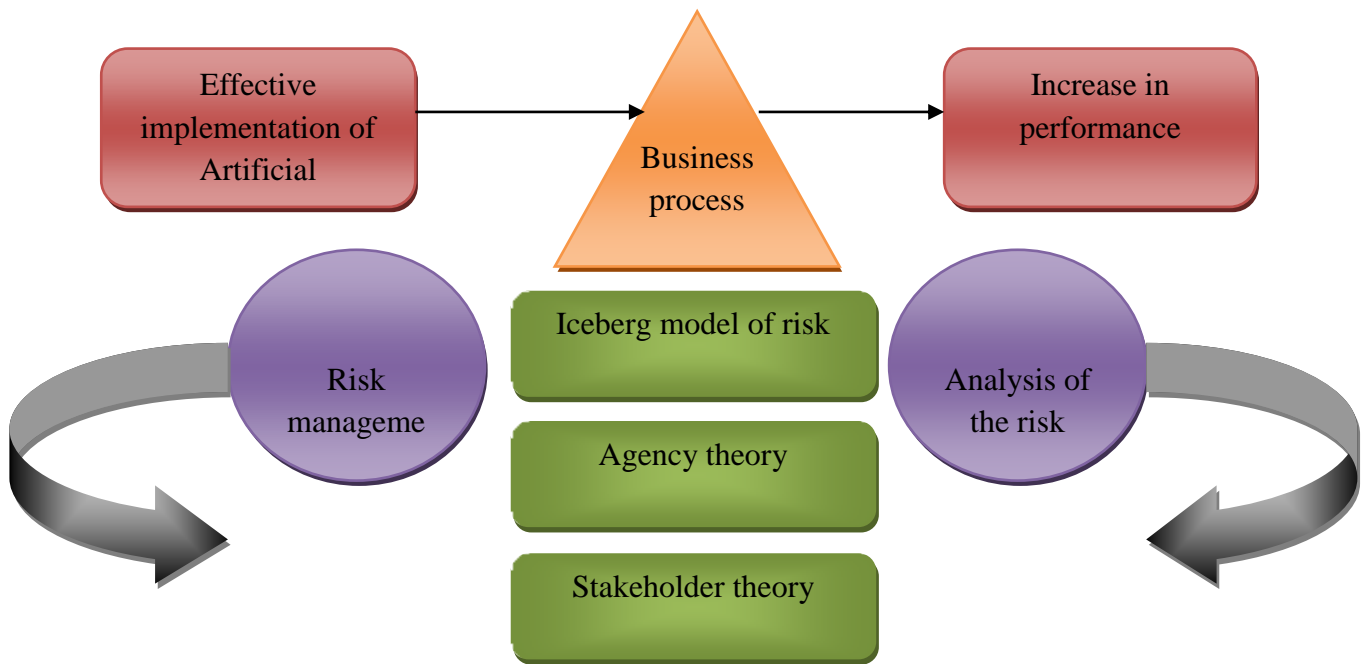 Effective
implementation of
Artificial
Business
process
Increase in
performance
Risk
manageme
Iceberg model of risk
Agency theory
Stakeholder theory
Analysis of
the risk